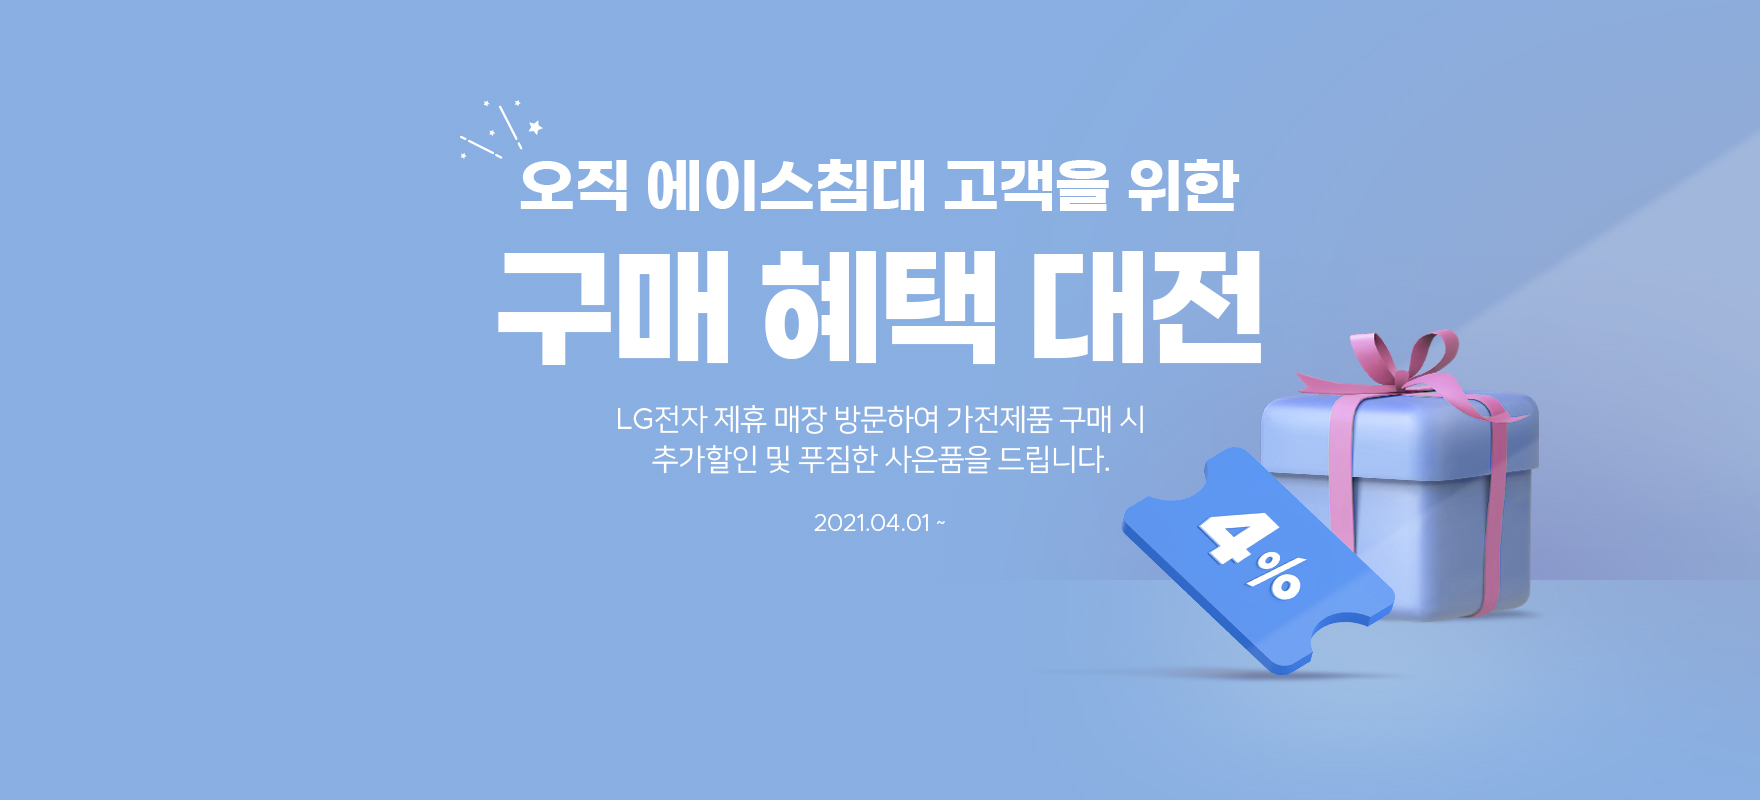 오직 에이스침대 고객을 위한
구매 혜택 대전
LG전자 제휴 매장 방문하여 가전제품 구매 시
추가할인 및 푸짐한 사은품을 드립니다.
2021.04.01 ~
4%